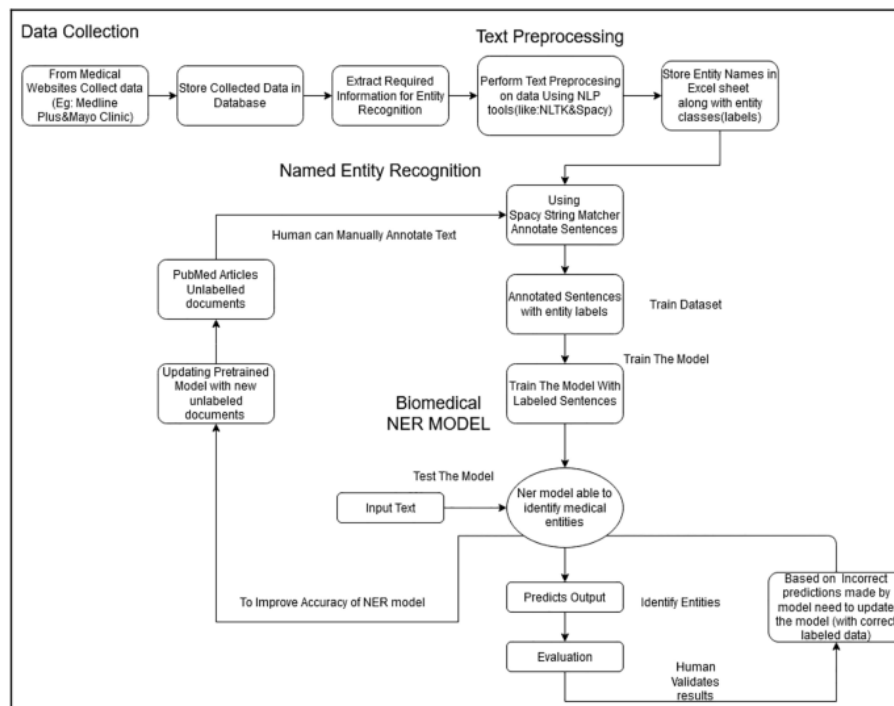 Data Collection
Text Preprocessing
From Medical
Websites Collect data
(Eg: Medline
Plus&Mayo Clinic)
Store Collected Data in
Database
Extract Required
Information for Entity
Recognition
Perform Text Preprocesing
on data Using NLP
tools(like:NLTK&Spacy)
Store Entity Names in
Excel sheet
along with entity
classes(labels)
Named Entity Recognition
Using
Spacy String Matcher
Annotate Sentences
Human can Manually Annotate Text
PubMed Articles
Unlabelled
documents
Annotated Sentences
with entity labels
Train Dataset
Train The Model
Updating Pretrained
Model with new
unlabeled documents
Train The Model With
Labeled Sentences
Biomedical
NER MODEL
Test The Model
Input Text
Ner model able to
identify medical
entities
To Improve Accuracy of NER model
Predicts Output
Identify Entities
Based on Incorrect
predictions made by
model need to update
the model (with correct
labeled data)
Evaluation
Human
Validates
results